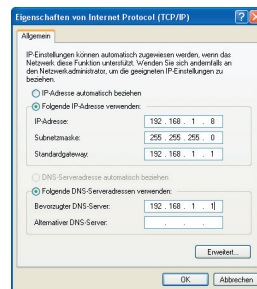 Eigenschaften von Internet Protocol (TCP/IP)
Allgemein
IP-Einstellungen können automatisch zugewiesen werden, wenn das
Netzwerk diese Funktion unterstützt. Wenden Sie sich andernfalls an
den Netzwerkadministrator, um die geeigneten IP-Einstellungen zu
beziehen.
IP-Adresse automatisch beziehen
Folgende IP-Adresse verwenden:
IP-Adresse: 192 . 168 . 1 . 8
Subnetzmaske: 255 . 255 . 255 . 0
Standardgateway: 192 . 168 . 1 . 1
DNS-Serveradresse automatisch beziehen
Folgende DNS-Serveradressen verwenden:
Bevorzugter DNS-Server: 192 . 168 . 1 . 1
Alternativer DNS-Server: . . .
Erweitert...
OK Abbrechen